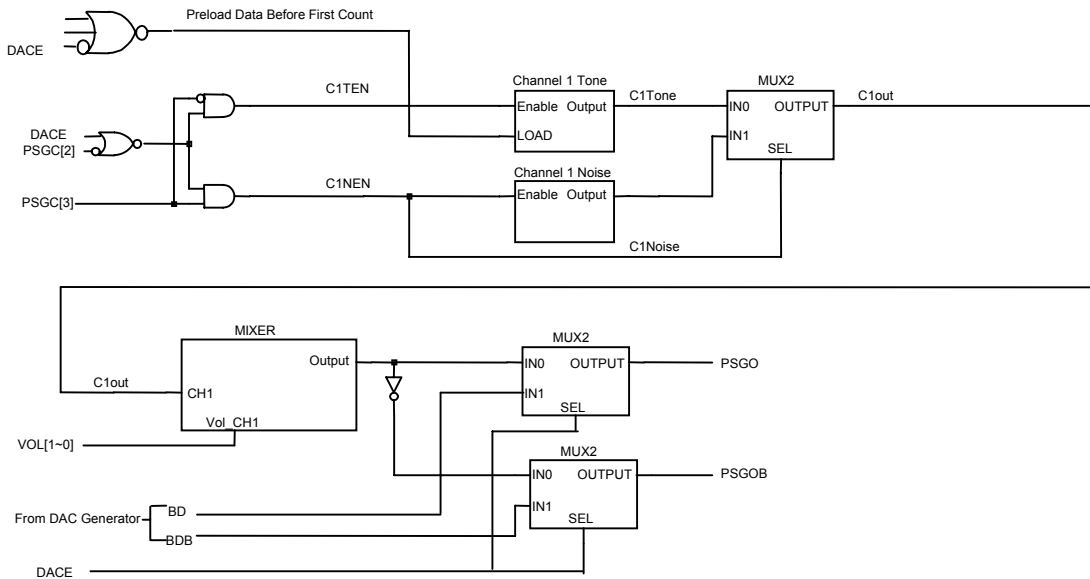 Preload Data Before First Count
DACE
C1TEN
Channel 1 Tone
Enable Output
LOAD
C1Tone
MUX2
IN0 OUTPUT
IN1
SEL
C1out
DACE
PSGC[2]
PSGC[3]
C1NEN
Channel 1 Noise
Enable Output
C1Noise
MIXER
Output
C1out
CH1
Vol_CH1
VOL[1~0]
MUX2
IN0 OUTPUT
IN1
SEL
PSGO
MUX2
IN0 OUTPUT
IN1
SEL
PSGOB
From DAC Generator
BD
BDB
DACE